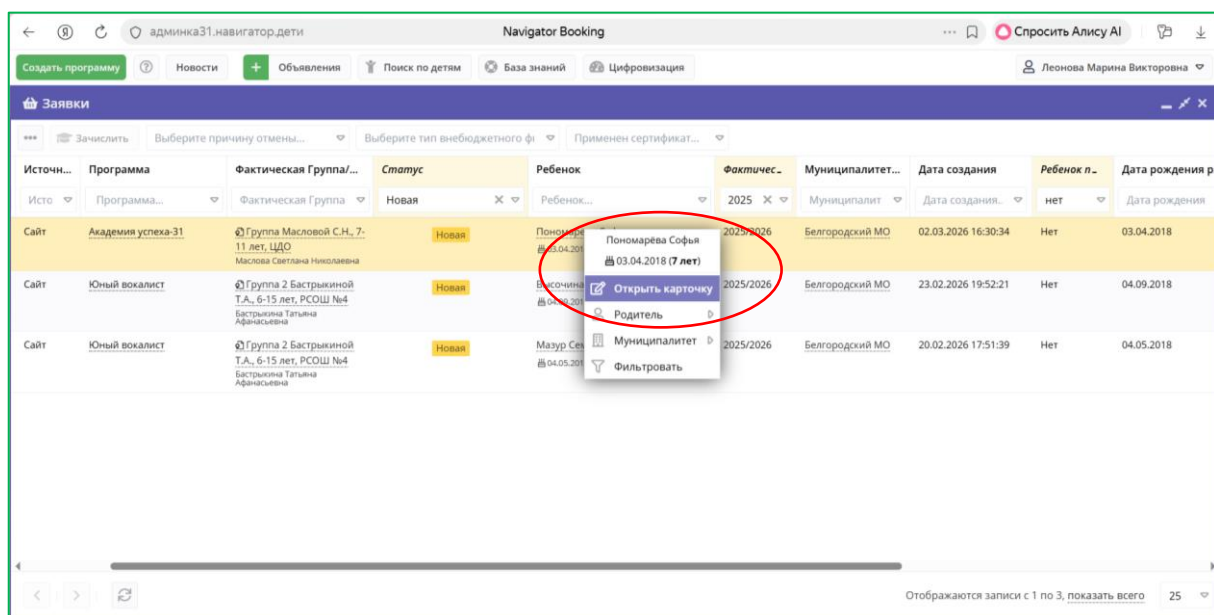 админка31.навигатор.дети Navigator Booking Спросить Алису AI
Создать программу Новости Объявления Поиск по детям База знаний Цифровизация Леонова Марина Викторовна
Заявки
Зачислить Выберите причину отмены... Выберите тип внебюджетного фи Применен сертификат...
Источн... Программа Фактическая Группа/... Статус Ребенок Фактичес... Муниципалитет... Дата создания Ребенок п... Дата рождения р
Исто Программа... Фактическая Группа Новая Ребенок... 2025 Муниципалит Дата создания.. нет Дата рождения
Сайт Академия успеха-31 Группа Масловой С.Н., 7- Новая 2025/2026 Белгородский МО 02.03.2026 16:30:34 Нет 03.04.2018
11 лет, ЦДО
Маслова Светлана Николаевна
Пономарёва Софья
03.04.2018 (7 лет)
Открыть карточку
Родитель
Муниципалитет
Фильтровать
Сайт Юный вокалист Группа 2 Бастрыкиной Новая Высочина 2025/2026 Белгородский МО 23.02.2026 19:52:21 Нет 04.09.2018
Т.А., 6-15 лет, РСОШ №4
Бастрыкина Татьяна
Афанасьевна
Сайт Юный вокалист Группа 2 Бастрыкиной Новая Мазур Сем 2025/2026 Белгородский МО 20.02.2026 17:51:39 Нет 04.05.2018
Т.А., 6-15 лет, РСОШ №4 04.05.201
Бастрыкина Татьяна
Афанасьевна
Отображаются записи с 1 по 3, показать всего 25